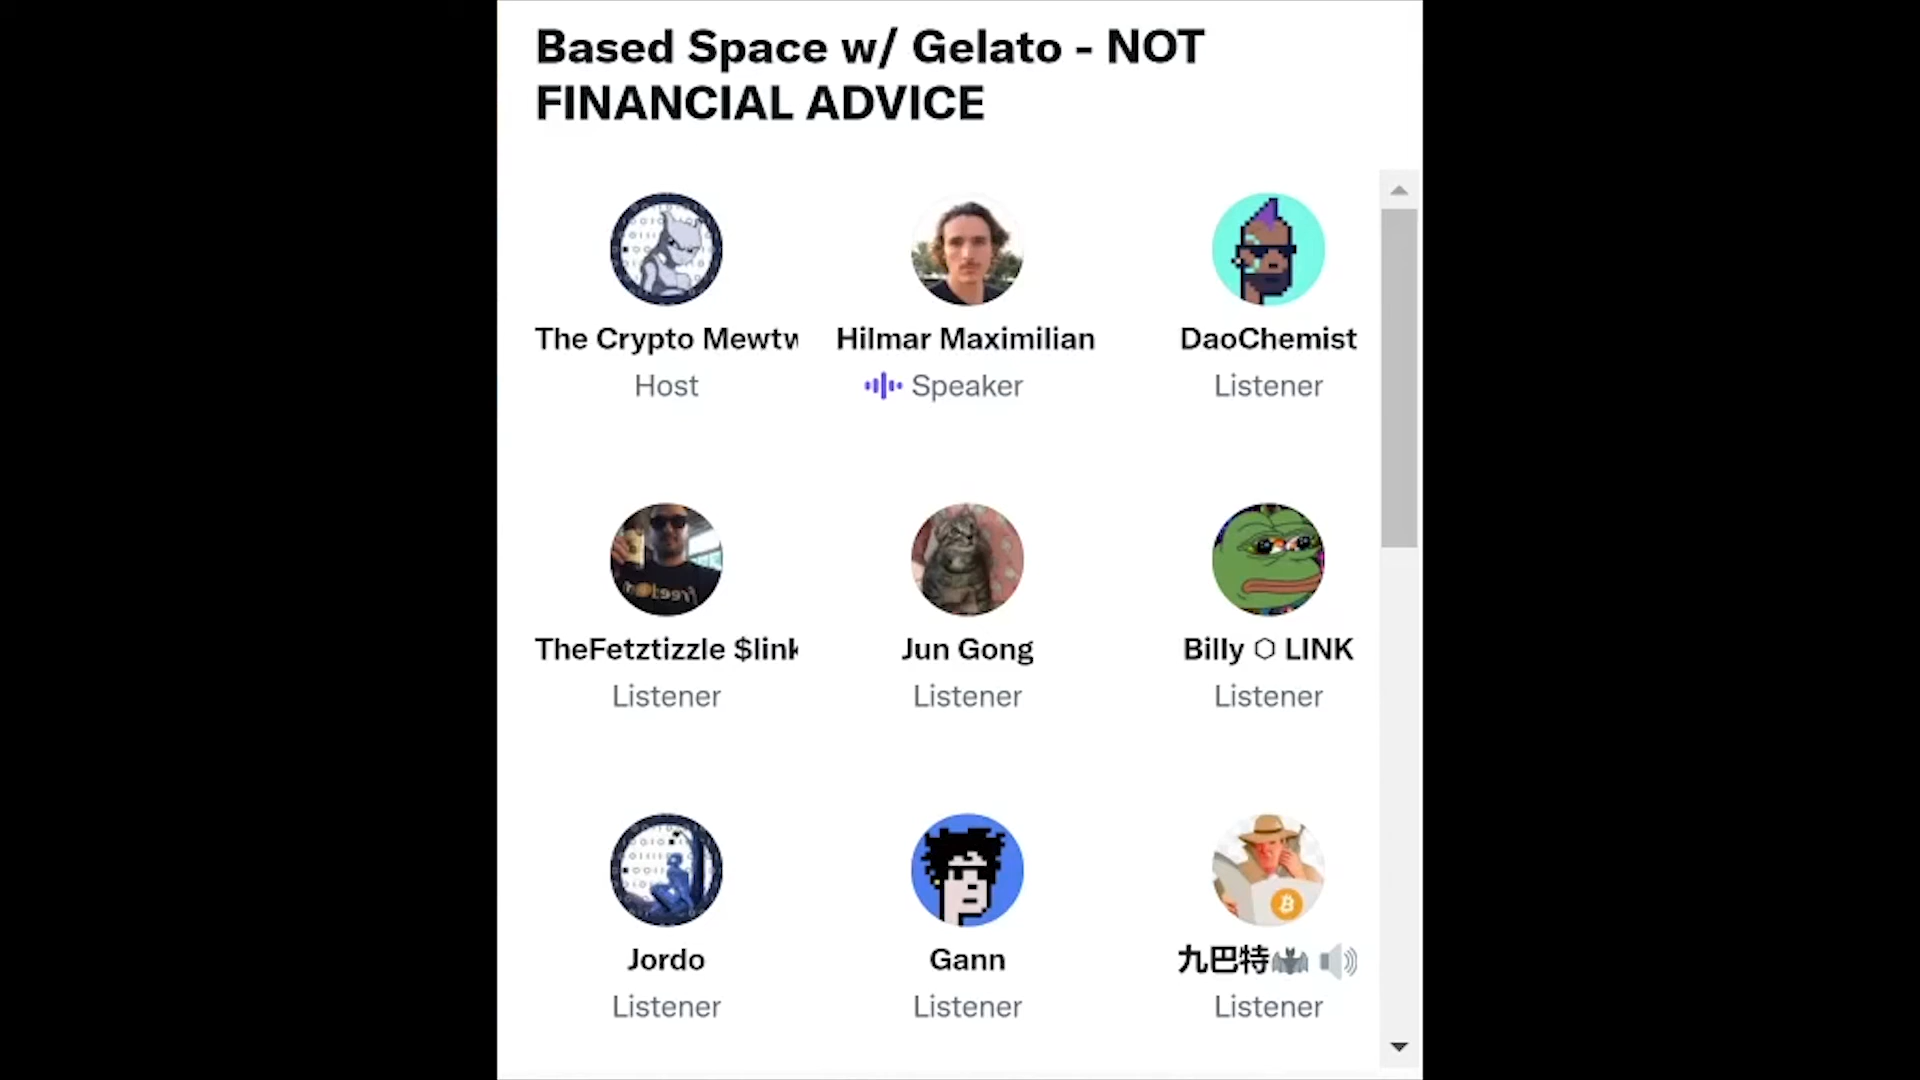 Based Space w/ Gelato - NOT
FINANCIAL ADVICE
The Crypto Mewtw
Hilmar Maximilian
DaoChemist
Host
Speaker
Listener
TheFetztizzle $link
Jun Gong
Billy ⬡ LINK
Listener
Listener
Listener
Jordo
Gann
九巴特🦇 🔊
Listener
Listener
Listener